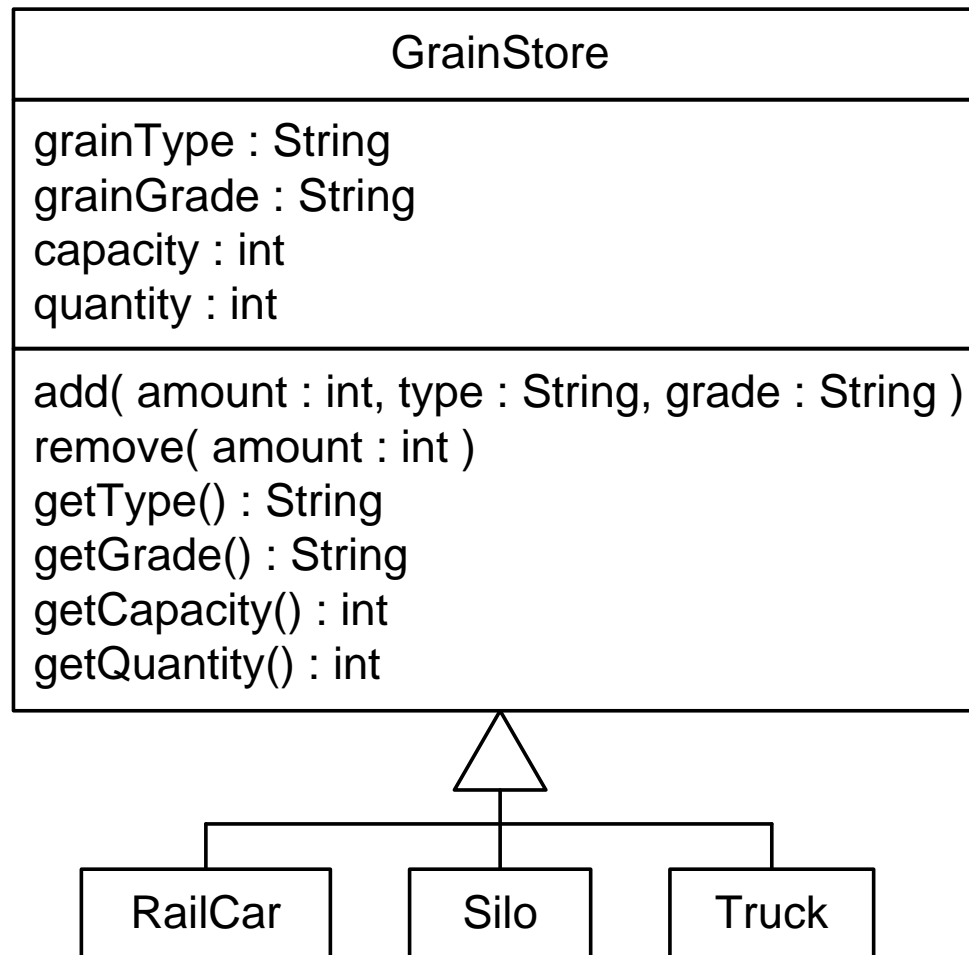 GrainStore
grainType : String
grainGrade : String
capacity : int
quantity : int
add( amount : int, type : String, grade : String )
remove( amount : int )
getType() : String
getGrade() : String
getCapacity() : int
getQuantity() : int
RailCar Silo Truck